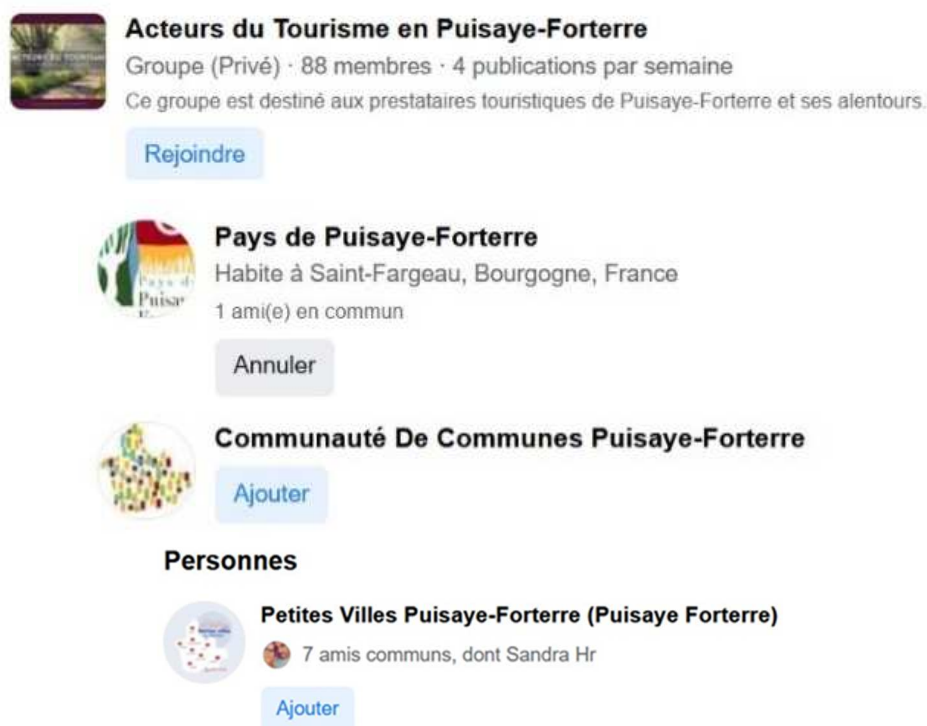 ACTEURS DU TOURISME
Acteurs du Tourisme en Puisaye-Forterre
Groupe (Privé) · 88 membres · 4 publications par semaine
Ce groupe est destiné aux prestataires touristiques de Puisaye-Forterre et ses alentours.
Rejoindre
Pays de Puisaye-Forterre
Habite à Saint-Fargeau, Bourgogne, France
1 ami(e) en commun
Annuler
Communauté De Communes Puisaye-Forterre
Ajouter
Personnes
Petites Villes Puisaye-Forterre (Puisaye Forterre)
7 amis communs, dont Sandra Hr
Ajouter